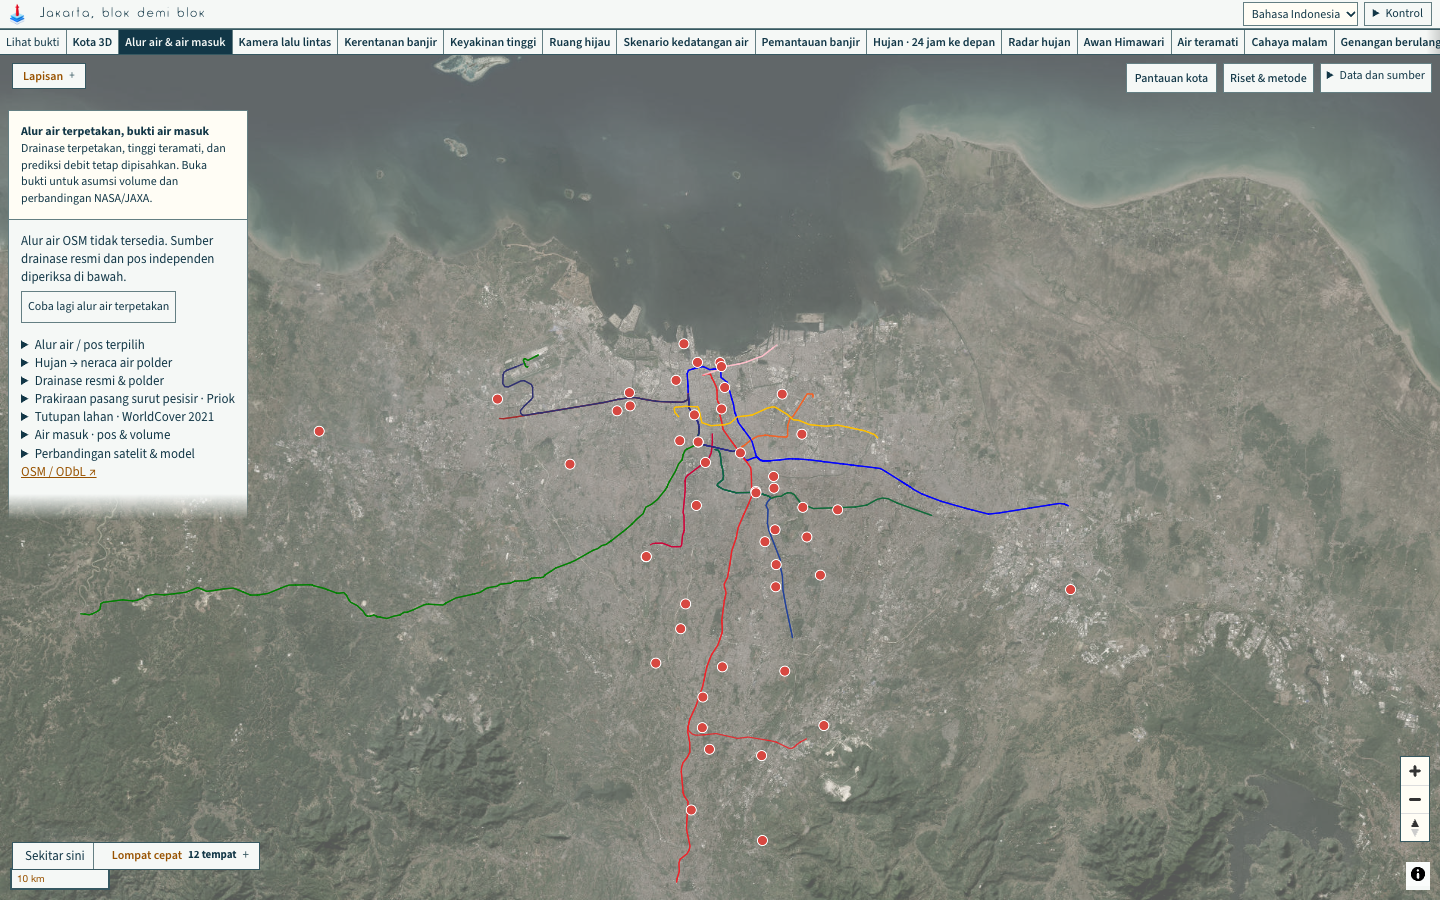 Jakarta, blok demi blok
Bahasa Indonesia
▶ Kontrol
Lihat bukti
Kota 3D
Alur air & air masuk
Kamera lalu lintas
Kerentanan banjir
Keyakinan tinggi
Ruang hijau
Skenario kedatangan air
Pemantauan banjir
Hujan · 24 jam ke depan
Radar hujan
Awan Himawari
Air teramati
Cahaya malam
Genangan berulang
Lapisan +
Pantauan kota
Riset & metode
▶ Data dan sumber
Alur air terpetakan, bukti air masuk
Drainase terpetakan, tinggi teramati, dan
prediksi debit tetap dipisahkan. Buka
bukti untuk asumsi volume dan
perbandingan NASA/JAXA.
Alur air OSM tidak tersedia. Sumber
drainase resmi dan pos independen
diperiksa di bawah.
Coba lagi alur air terpetakan
▶ Alur air / pos terpilih
▶ Hujan → neraca air polder
▶ Drainase resmi & polder
▶ Prakiraan pasang surut pesisir · Priok
▶ Tutupan lahan · WorldCover 2021
▶ Air masuk · pos & volume
▶ Perbandingan satelit & model
OSM / ODbL ↗
Sekitar sini
Lompat cepat 12 tempat +
10 km